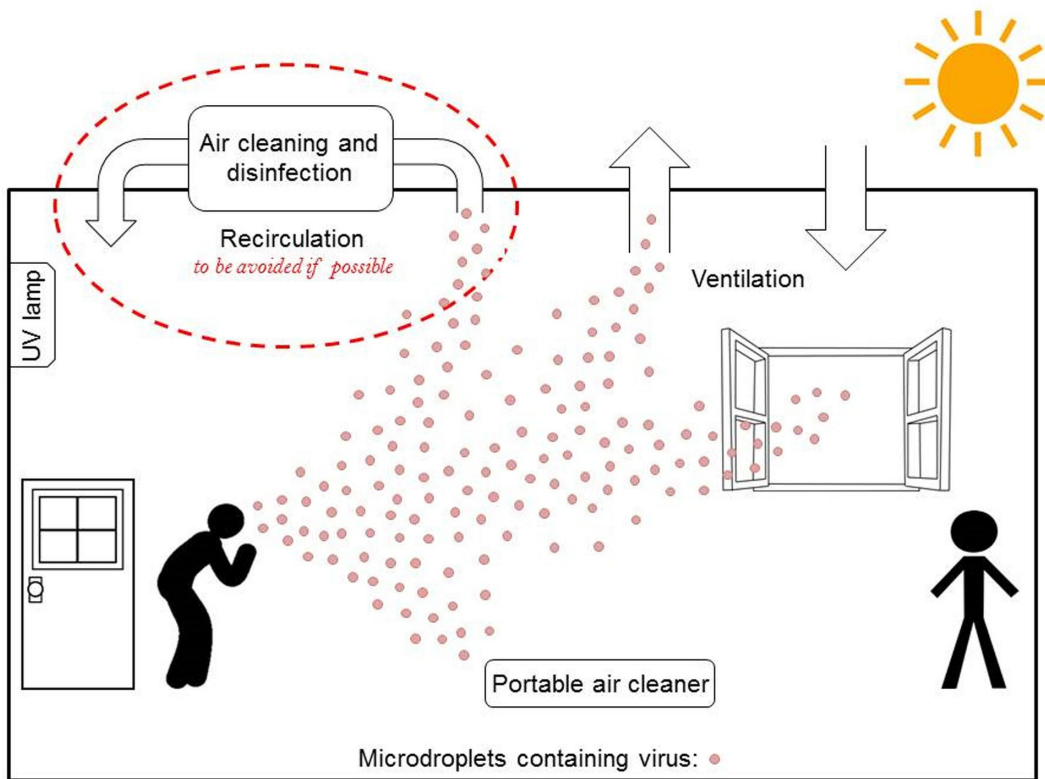 Air cleaning and
disinfection
Recirculation
to be avoided if possible
UV lamp
Ventilation
Portable air cleaner
Microdroplets containing virus: